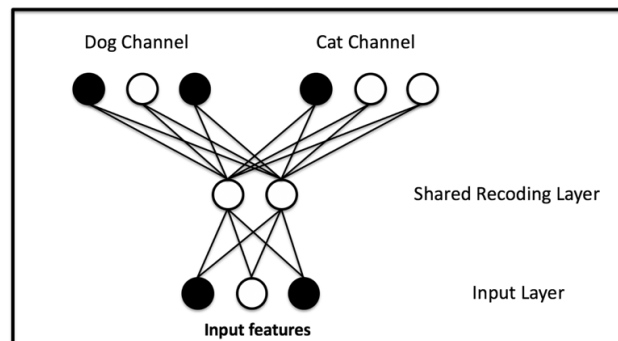 Dog Channel
Cat Channel
Shared Recoding Layer
Input Layer
Input features